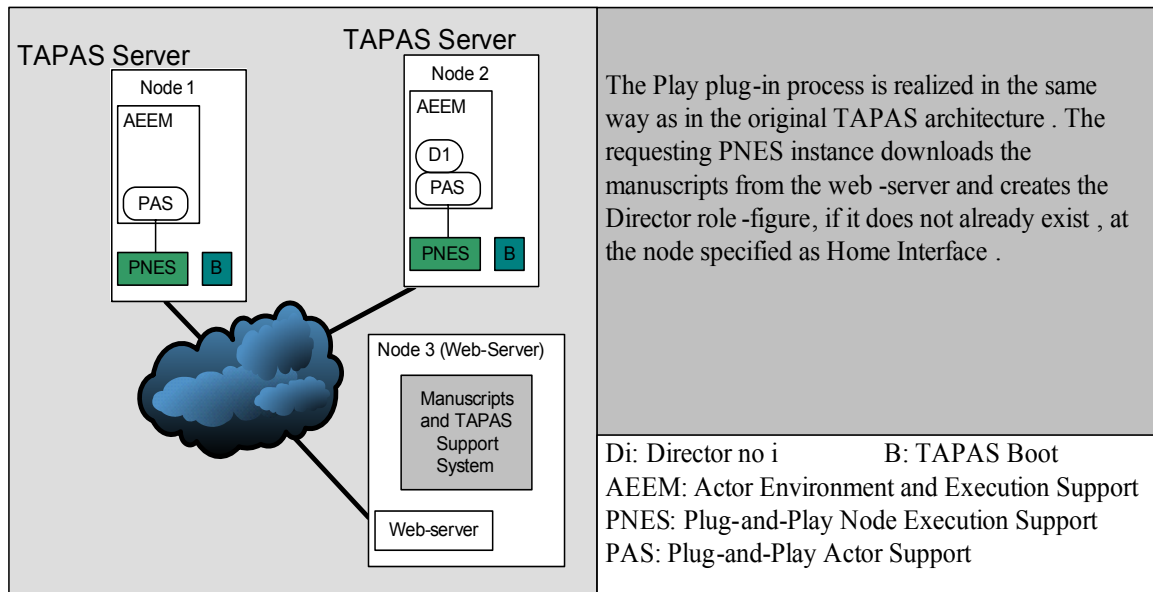 TAPAS Server
Node 1
AEEM
PAS
PNES
B
TAPAS Server
Node 2
AEEM
D1
PAS
PNES
B
Node 3 (Web-Server)
Manuscripts
and TAPAS
Support
System
Web-server
The Play plug-in process is realized in the same
way as in the original TAPAS architecture . The
requesting PNES instance downloads the
manuscripts from the web -server and creates the
Director role -figure, if it does not already exist , at
the node specified as Home Interface .
Di: Director no i B: TAPAS Boot
AEEM: Actor Environment and Execution Support
PNES: Plug-and-Play Node Execution Support
PAS: Plug-and-Play Actor Support